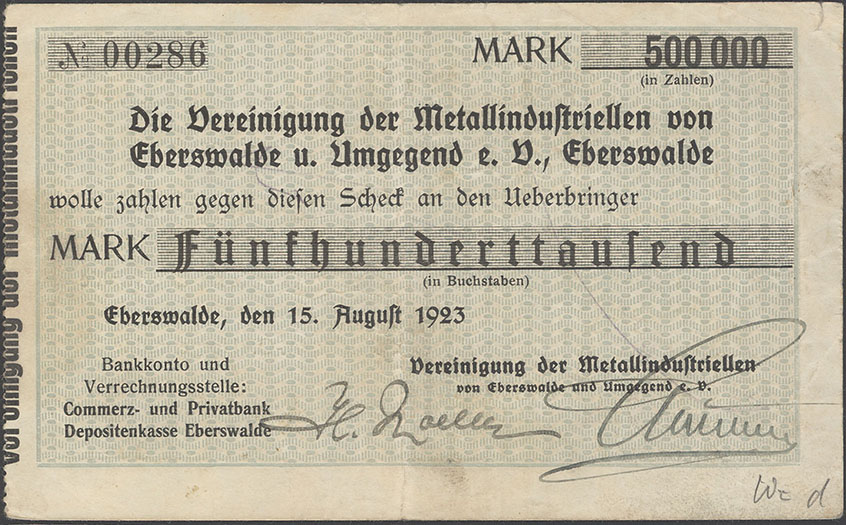 № 00286
MARK 500 000
(in Zahlen)
Die Vereinigung der Metallindustriellen von
Eberswalde u. Umgegend e. V., Eberswalde
wolle zahlen gegen diesen Scheck an den Ueberbringer
MARK Fünfhunderttausend
(in Buchstaben)
Eberswalde, den 15. August 1923
Bankkonto und
Verrechnungsstelle:
Commerz- und Privatbank
Depositenkasse Eberswalde
Vereinigung der Metallindustriellen
von Eberswalde und Umgegend e. V.